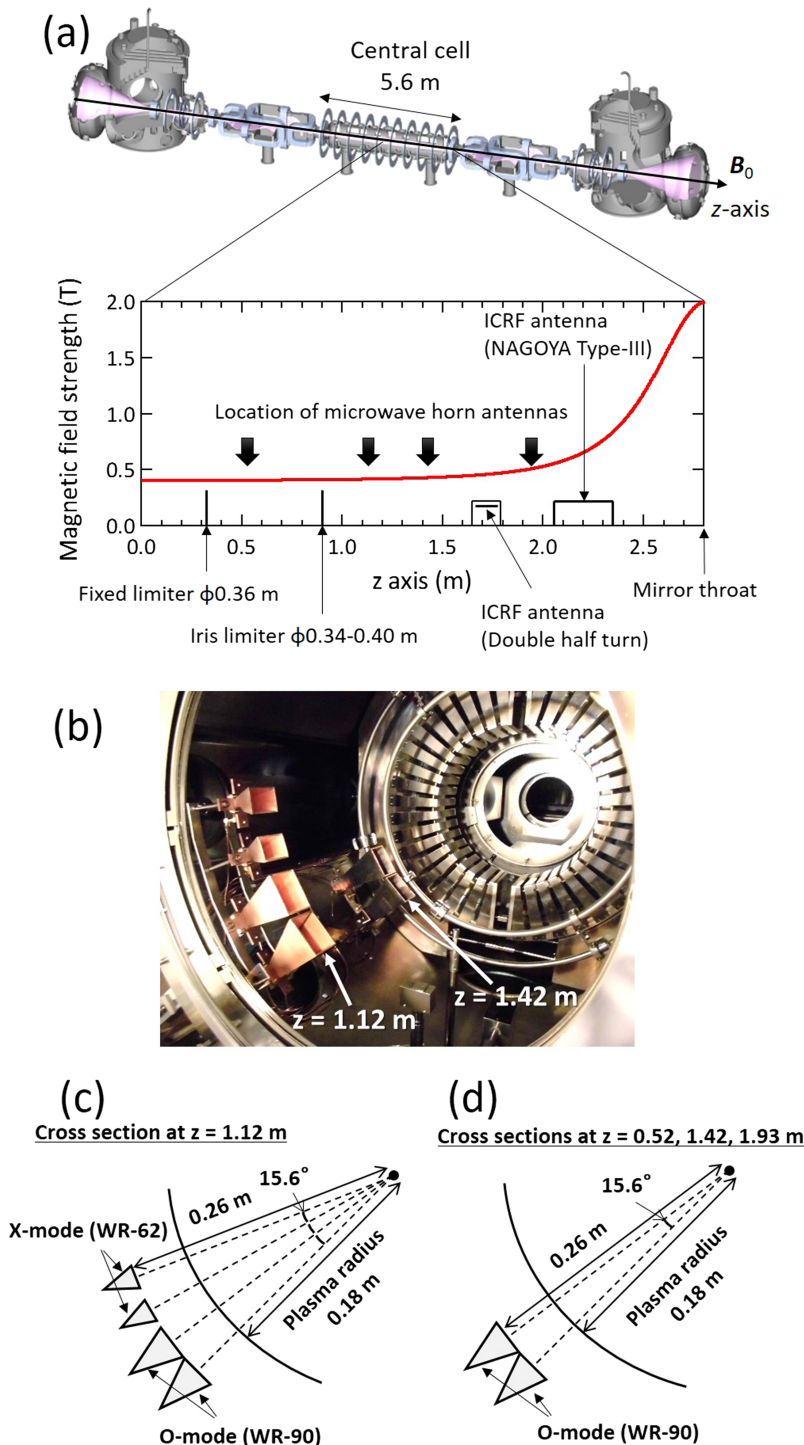 (a)
Central cell
5.6 m
B0
z-axis
Magnetic field strength (T)
2.0
1.5
1.0
0.5
0.0
ICRF antenna
(NAGOYA Type-III)
Location of microwave horn antennas
0.0 0.5 1.0 1.5 2.0 2.5
z axis (m)
Fixed limiter ϕ0.36 m
Iris limiter ϕ0.34-0.40 m
ICRF antenna
(Double half turn)
Mirror throat
(b)
z = 1.12 m
z = 1.42 m
(c)
Cross section at z = 1.12 m
15.6°
0.26 m
X-mode (WR-62)
Plasma radius
0.18 m
O-mode (WR-90)
(d)
Cross sections at z = 0.52, 1.42, 1.93 m
15.6°
0.26 m
Plasma radius
0.18 m
O-mode (WR-90)